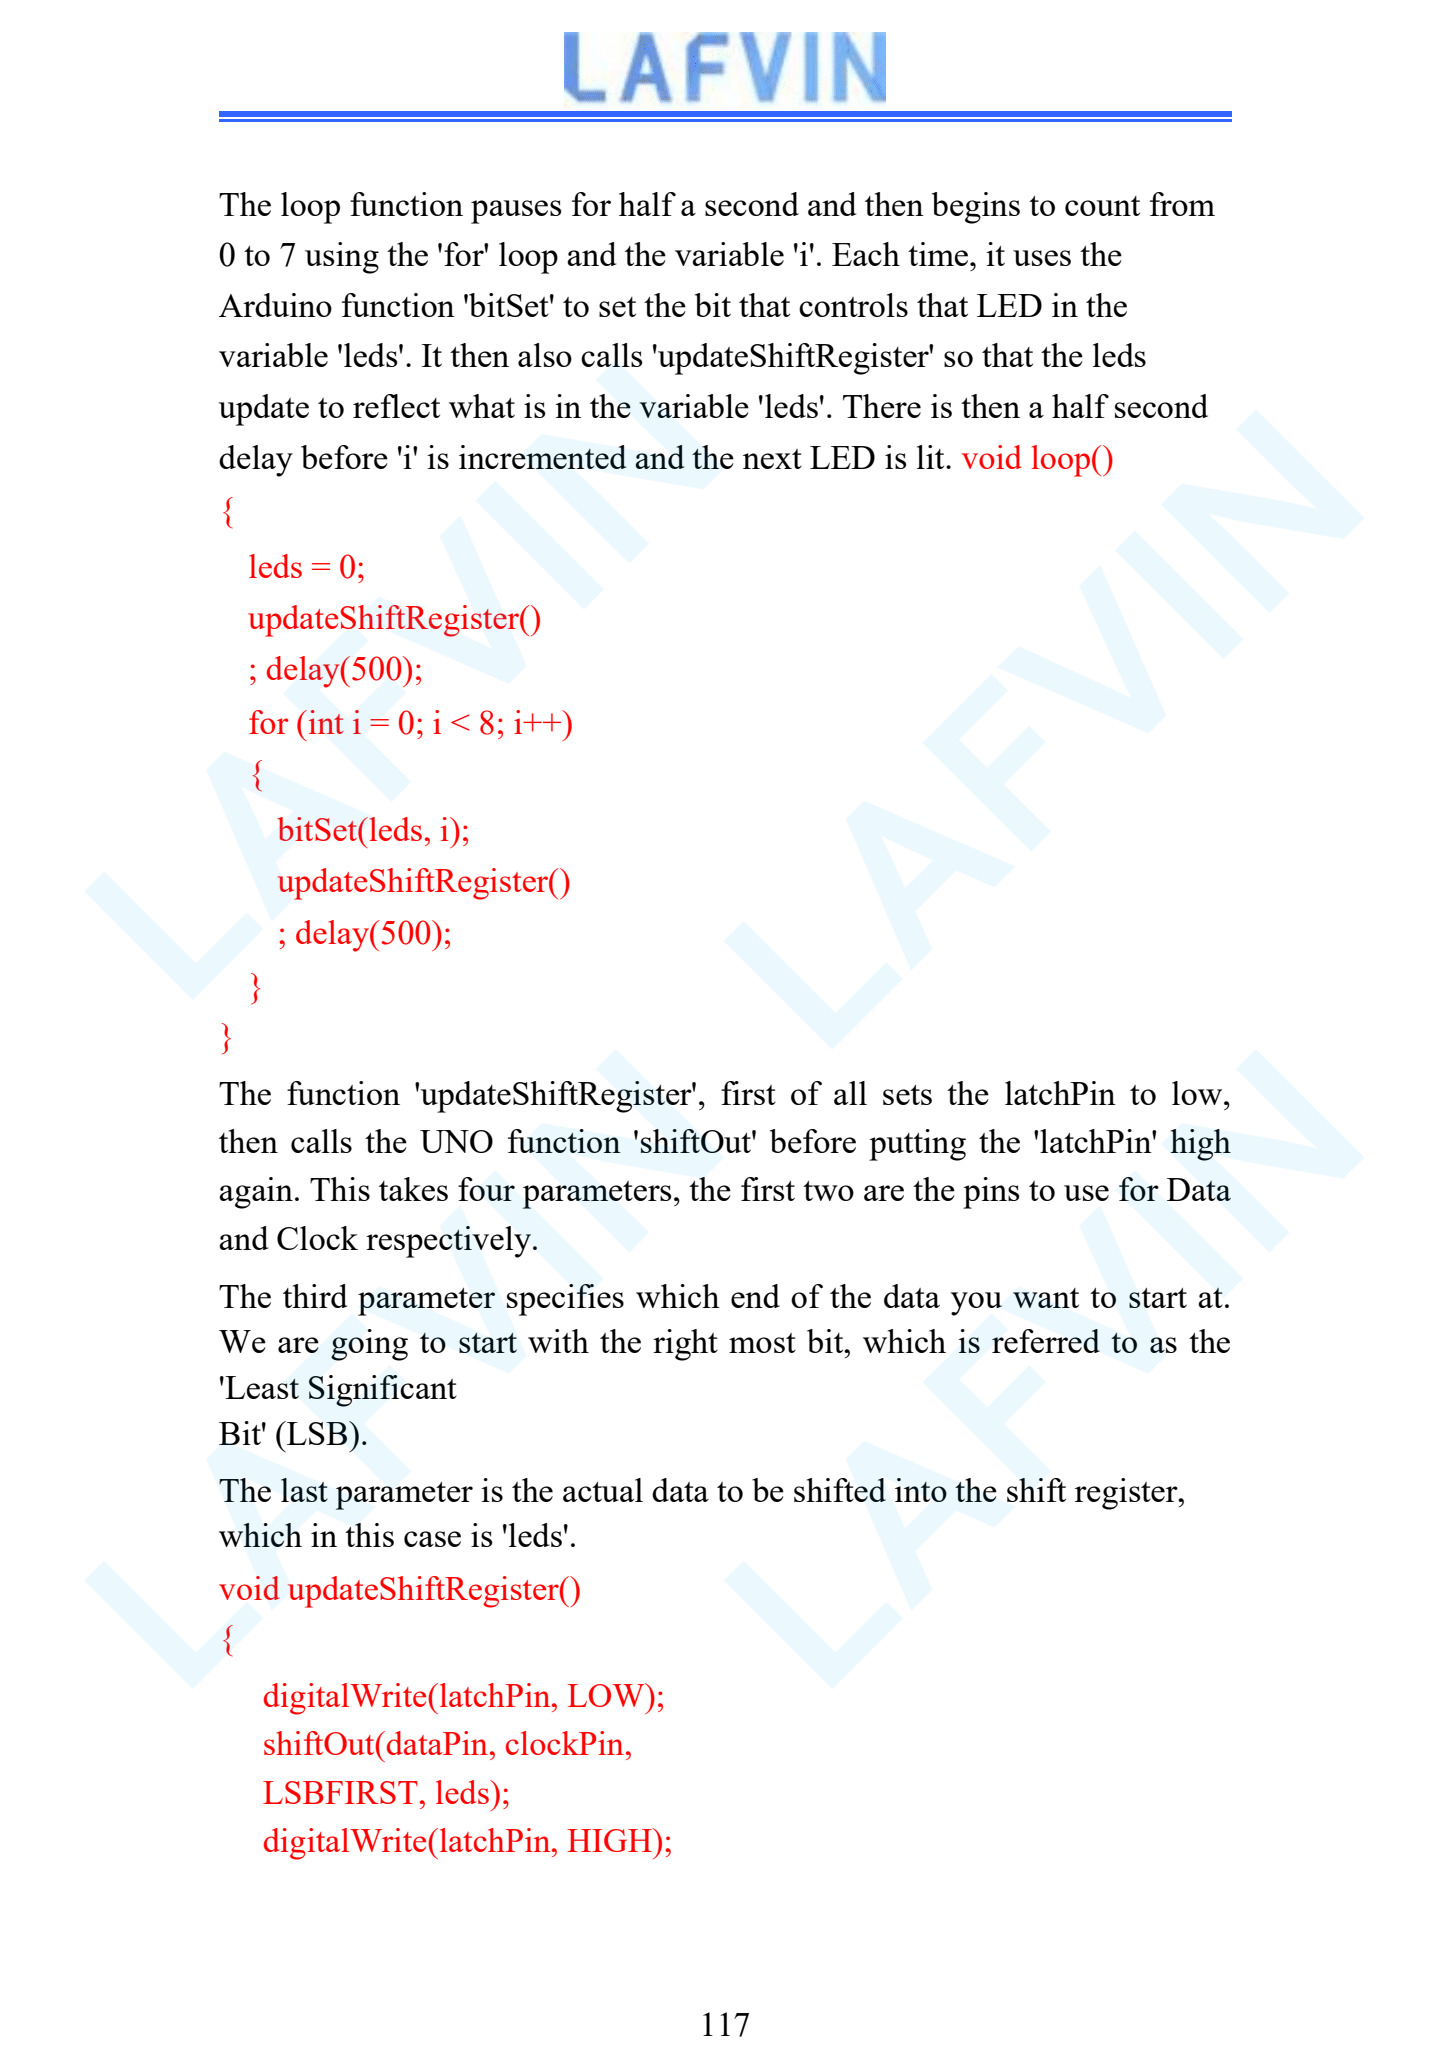 LAFVIN
The loop function pauses for half a second and then begins to count from
0 to 7 using the 'for' loop and the variable 'i'. Each time, it uses the
Arduino function 'bitSet' to set the bit that controls that LED in the
variable 'leds'. It then also calls 'updateShiftRegister' so that the leds
update to reflect what is in the variable 'leds'. There is then a half second
delay before 'i' is incremented and the next LED is lit. void loop()
{
leds = 0;
updateShiftRegister()
; delay(500);
for (int i = 0; i < 8; i++)
{
bitSet(leds, i);
updateShiftRegister()
; delay(500);
}
}
The function 'updateShiftRegister', first of all sets the latchPin to low,
then calls the UNO function 'shiftOut' before putting the 'latchPin' high
again. This takes four parameters, the first two are the pins to use for Data
and Clock respectively.
The third parameter specifies which end of the data you want to start at.
We are going to start with the right most bit, which is referred to as the
'Least Significant
Bit' (LSB).
The last parameter is the actual data to be shifted into the shift register,
which in this case is 'leds'.
void updateShiftRegister()
{
digitalWrite(latchPin, LOW);
shiftOut(dataPin, clockPin,
LSBFIRST, leds);
digitalWrite(latchPin, HIGH);
117
LAFVIN
LAFVIN
LAFVIN
LAFVIN